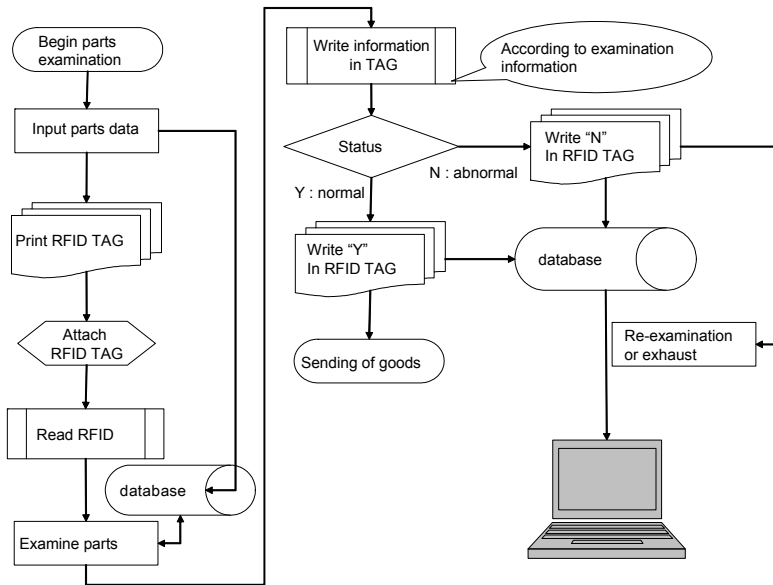 Begin parts
examination
Input parts data
Print RFID TAG
Attach
RFID TAG
Read RFID
database
Examine parts
Write information
in TAG
According to examination
information
Status
N : abnormal
Y : normal
Write “N”
In RFID TAG
Write “Y”
In RFID TAG
database
Sending of goods
Re-examination
or exhaust